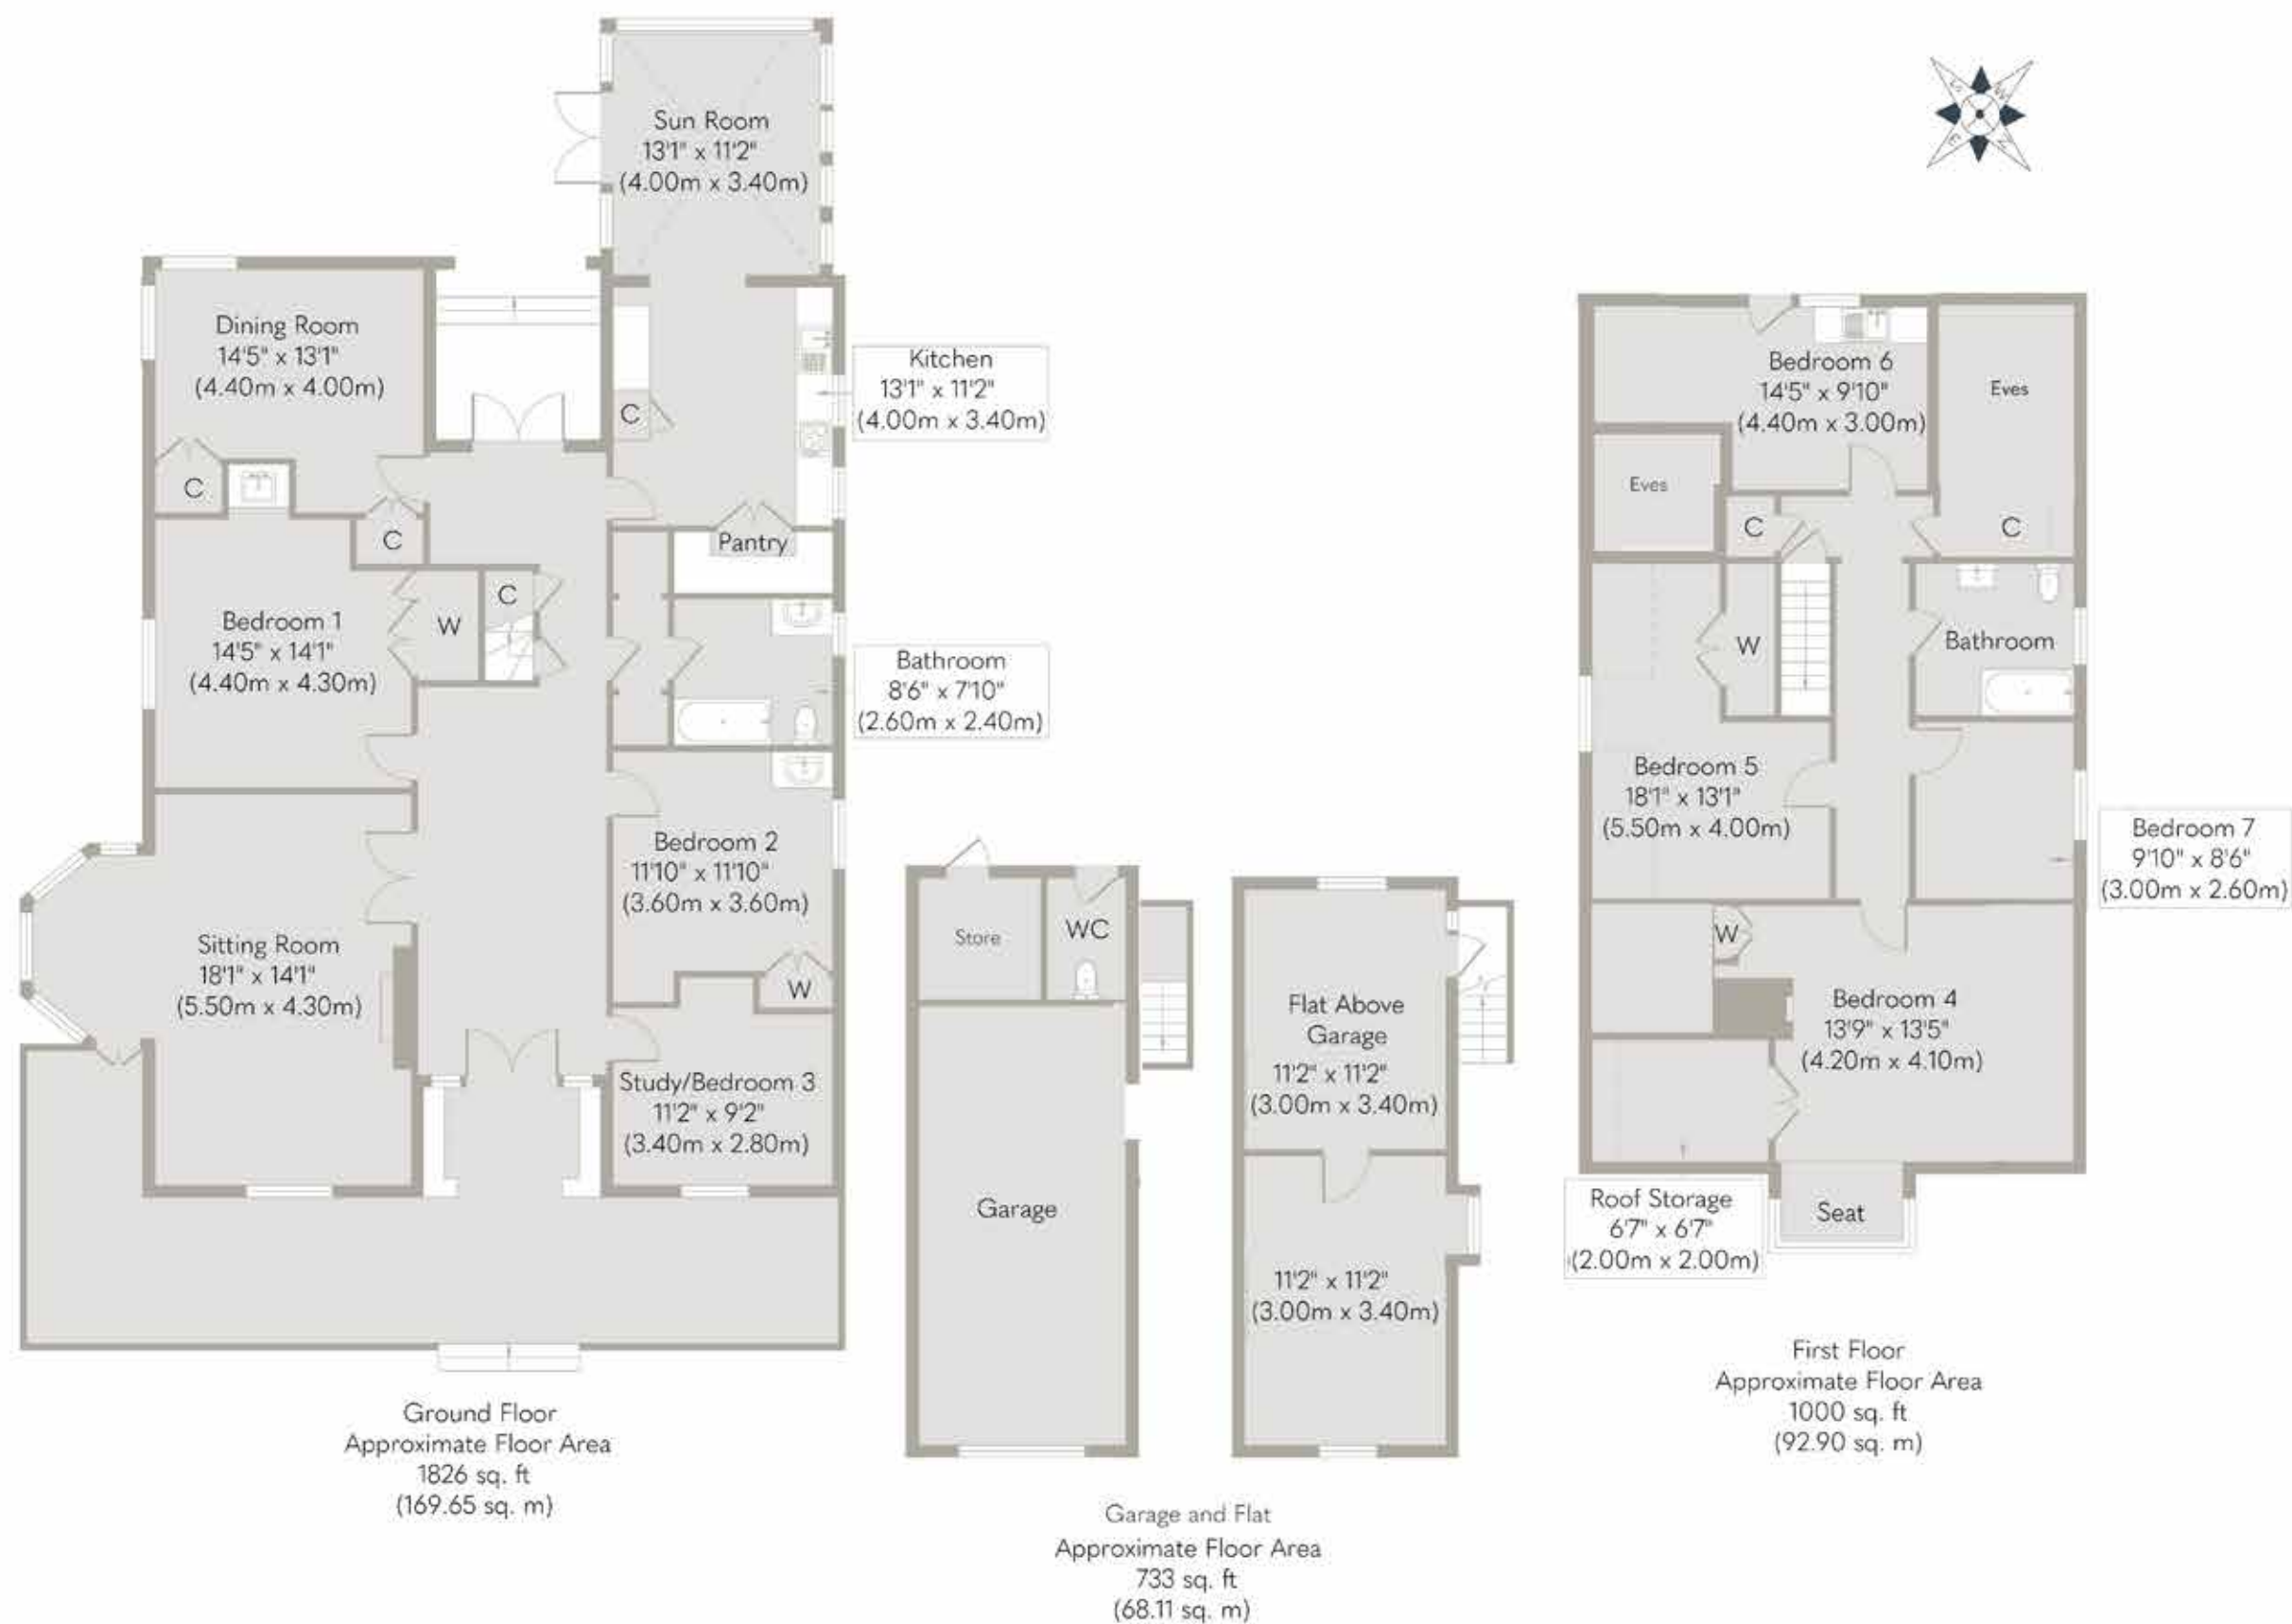 Sun Room
13'1" x 11'2"
(4.00m x 3.40m)
S
W
E
N
Dining Room
14'5" x 13'1"
(4.40m x 4.00m)
C
C
Kitchen
13'1" x 11'2"
(4.00m x 3.40m)
C
Pantry
Bedroom 1
14'5" x 14'1"
(4.40m x 4.30m)
W
C
Bathroom
8'6" x 7'10"
(2.60m x 2.40m)
Bedroom 2
11'10" x 11'10"
(3.60m x 3.60m)
W
Sitting Room
18'1" x 14'1"
(5.50m x 4.30m)
Study/Bedroom 3
11'2" x 9'2"
(3.40m x 2.80m)
Ground Floor
Approximate Floor Area
1826 sq. ft
(169.65 sq. m)
Store
WC
Garage
Flat Above
Garage
11'2" x 11'2"
(3.00m x 3.40m)
11'2" x 11'2"
(3.00m x 3.40m)
Garage and Flat
Approximate Floor Area
733 sq. ft
(68.11 sq. m)
Bedroom 6
14'5" x 9'10"
(4.40m x 3.00m)
Eves
Eves
C
C
W
Bathroom
Bedroom 5
18'1" x 13'1"
(5.50m x 4.00m)
Bedroom 7
9'10" x 8'6"
(3.00m x 2.60m)
W
Bedroom 4
13'9" x 13'5"
(4.20m x 4.10m)
Roof Storage
6'7" x 6'7"
(2.00m x 2.00m)
Seat
First Floor
Approximate Floor Area
1000 sq. ft
(92.90 sq. m)